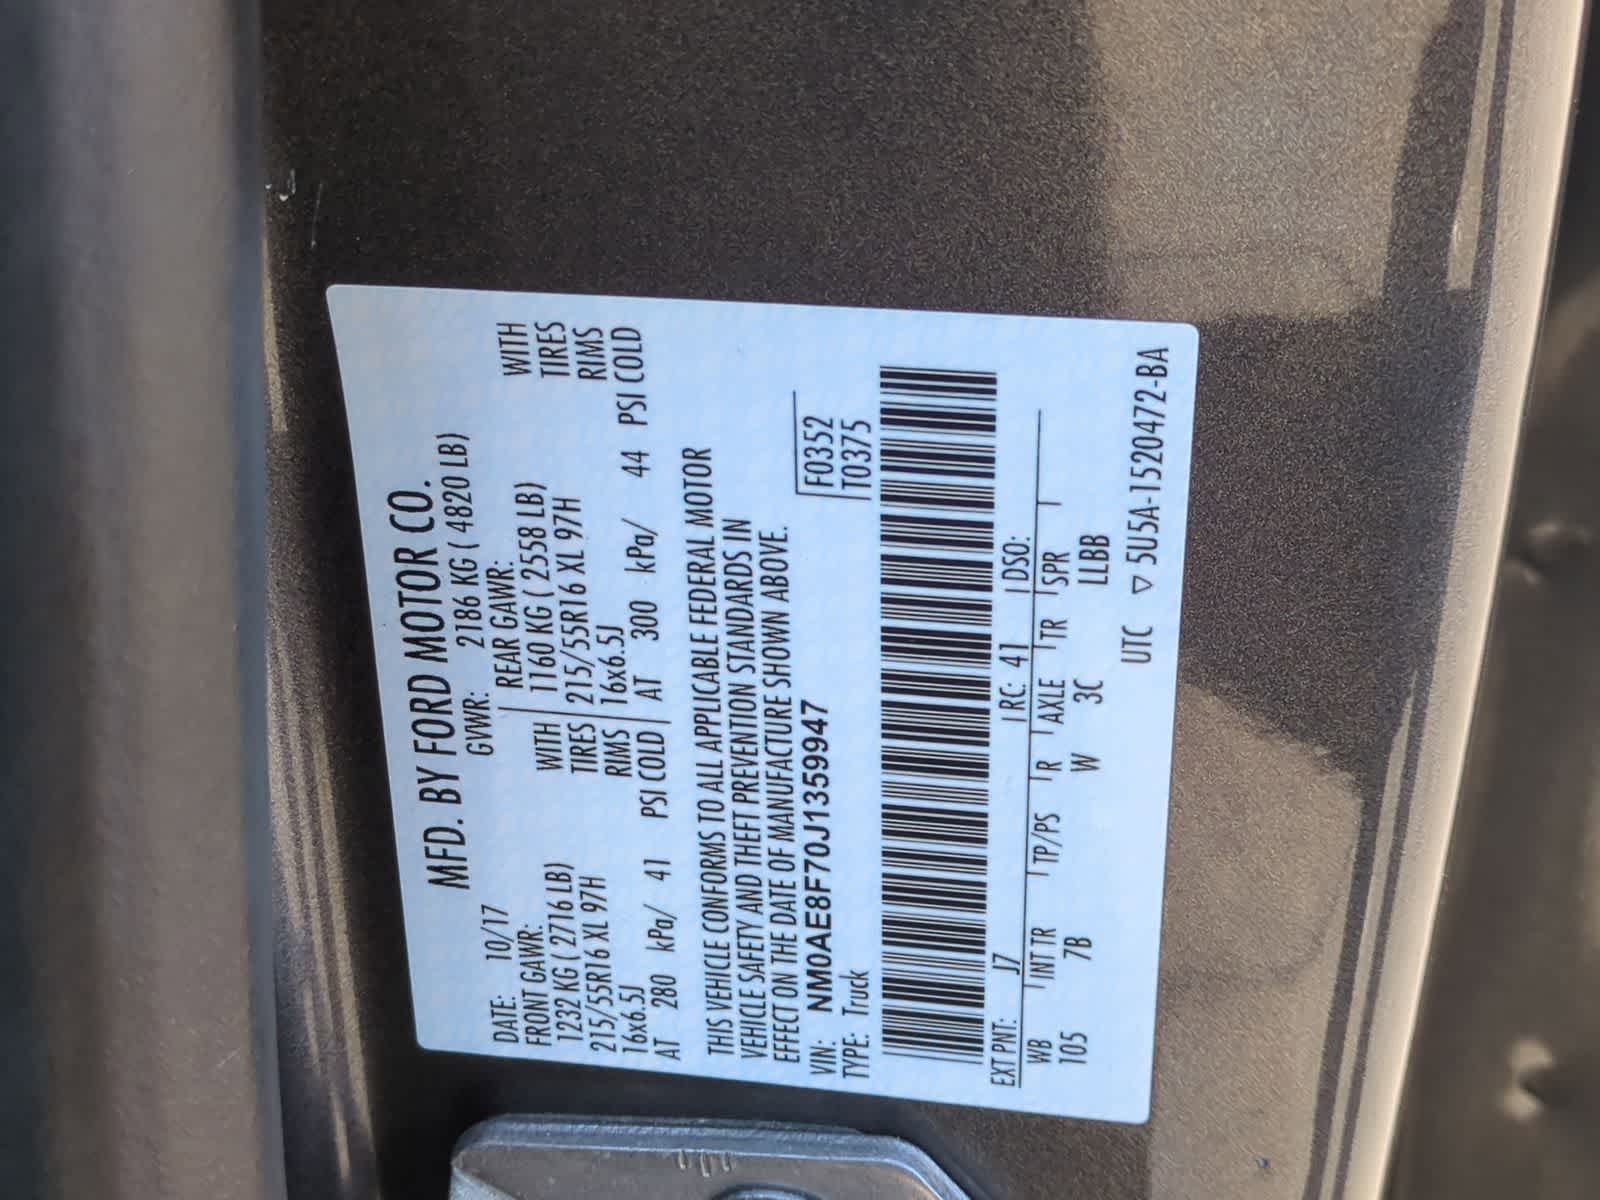 MFD. BY FORD MOTOR CO.
DATE: 10/17 GVWR: 2186 KG ( 4820 LB)
FRONT GAWR: REAR GAWR:
1232 KG ( 2716 LB) WITH 1160 KG ( 2558 LB) WITH
215/55R16 XL 97H TIRES 215/55R16 XL 97H TIRES
16x6.5J RIMS 16x6.5J RIMS
AT 280 kPa/ 41 PSI COLD AT 300 kPa/ 44 PSI COLD
THIS VEHICLE CONFORMS TO ALL APPLICABLE FEDERAL MOTOR
VEHICLE SAFETY AND THEFT PREVENTION STANDARDS IN
EFFECT ON THE DATE OF MANUFACTURE SHOWN ABOVE.
VIN: NM0AE8F70J1359947 F0352
TYPE: Truck T0375
EXT PNT: J7 RC: 41 DSO:
WB INT TR TP/PS R AXLE TR SPR
105 7B W 3C LLBB
UTC ▽ 5U5A-1520472-BA